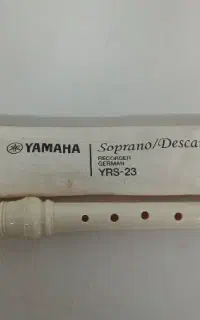 YAMAHA
Soprano/Desca
RECORDER
GERMAN
YRS-23